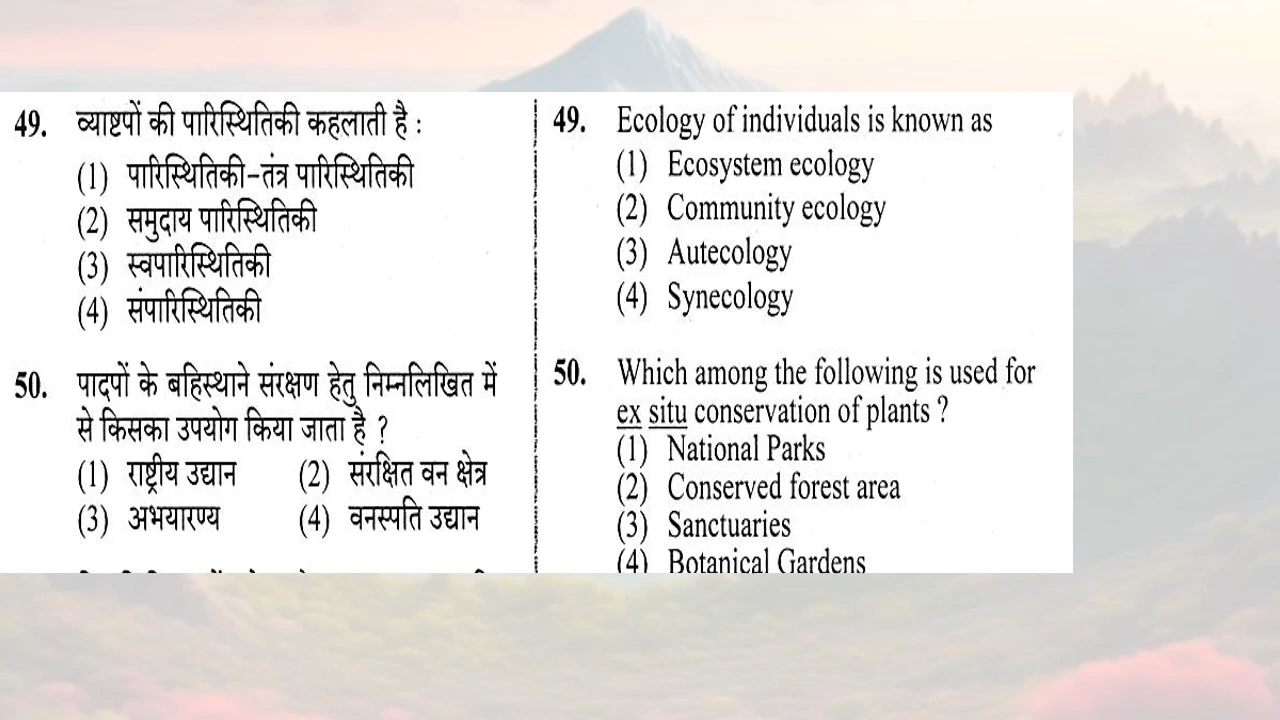 49. व्याष्टपों की पारिस्थितिकी कहलाती है :
(1) पारिस्थितिकी-तंत्र पारिस्थितिकी
(2) समुदाय पारिस्थितिकी
(3) स्वपारिस्थितिकी
(4) संपारिस्थितिकी
50. पादपों के बहिस्थाने संरक्षण हेतु निम्नलिखित में
से किसका उपयोग किया जाता है ?
(1) राष्ट्रीय उद्यान (2) संरक्षित वन क्षेत्र
(3) अभयारण्य (4) वनस्पति उद्यान
49. Ecology of individuals is known as
(1) Ecosystem ecology
(2) Community ecology
(3) Autecology
(4) Synecology
50. Which among the following is used for
ex situ conservation of plants ?
(1) National Parks
(2) Conserved forest area
(3) Sanctuaries
(4) Botanical Gardens